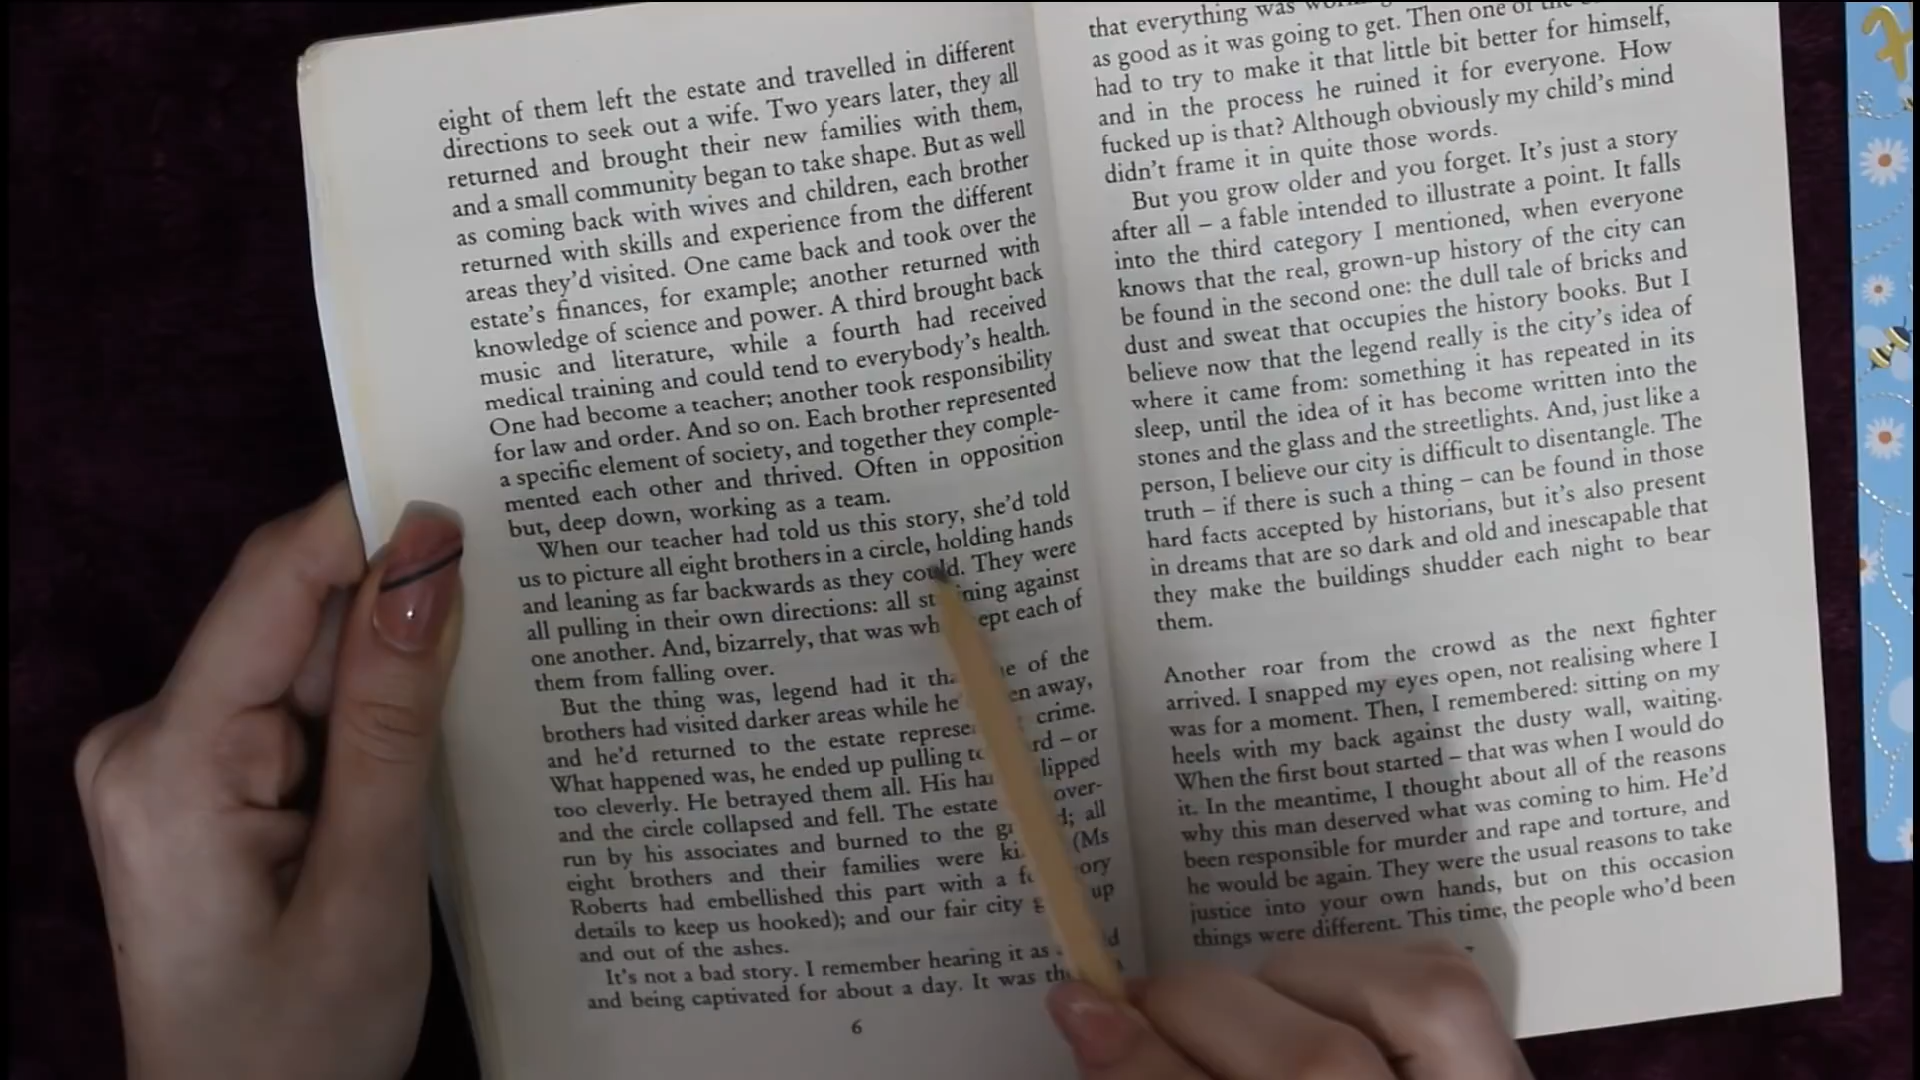 eight of them left the estate and travelled in different
directions to seek out a wife. Two years later, they all
returned and brought their new families with them,
and a small community began to take shape. But as well
as coming back with wives and children, each brother
returned with skills and experience from the different
areas they'd visited. One came back and took over the
estate's finances, for example; another returned with
knowledge of science and power. A third brought back
music and literature, while a fourth had received
medical training and could tend to everybody's health.
One had become a teacher; another took responsibility
for law and order. And so on. Each brother represented
a specific element of society, and together they comple-
mented each other and thrived. Often in opposition
but, deep down, working as a team.
When our teacher had told us this story, she'd told
us to picture all eight brothers in a circle, holding hands
and leaning as far backwards as they could. They were
all pulling in their own directions: all against
one another. And, bizarrely, that was each of
them from falling over.
But the thing was, legend had it of the
brothers had visited darker areas while away,
and he'd returned to the estate crime.
What happened was, he ended up pulling – or
too cleverly. He betrayed them all. His
and the circle collapsed and fell. The estate over-
run by his associates and burned to the all
eight brothers and their families were (Ms
Roberts had embellished this part with a
details to keep us hooked); and our fair city up
and out of the ashes.
It's not a bad story. I remember hearing it as
and being captivated for about a day. It was
6
that everything was
as good as it was going to get. Then one of the
had to try to make it that little bit better for himself,
and in the process he ruined it for everyone. How
fucked up is that? Although obviously my child's mind
didn't frame it in quite those words.
But you grow older and you forget. It's just a story
after all – a fable intended to illustrate a point. It falls
into the third category I mentioned, when everyone
knows that the real, grown-up history of the city can
be found in the second one: the dull tale of bricks and
dust and sweat that occupies the history books. But I
believe now that the legend really is the city's idea of
where it came from: something it has repeated in its
sleep, until the idea of it has become written into the
stones and the glass and the streetlights. And, just like a
person, I believe our city is difficult to disentangle. The
truth – if there is such a thing – can be found in those
hard facts accepted by historians, but it's also present
in dreams that are so dark and old and inescapable that
they make the buildings shudder each night to bear
them.
Another roar from the crowd as the next fighter
arrived. I snapped my eyes open, not realising where I
was for a moment. Then, I remembered: sitting on my
heels with my back against the dusty wall, waiting.
When the first bout started – that was when I would do
it. In the meantime, I thought about all of the reasons
why this man deserved what was coming to him. He'd
been responsible for murder and rape and torture, and
he would be again. They were the usual reasons to take
justice into your own hands, but on this occasion
things were different. This time, the people who'd been